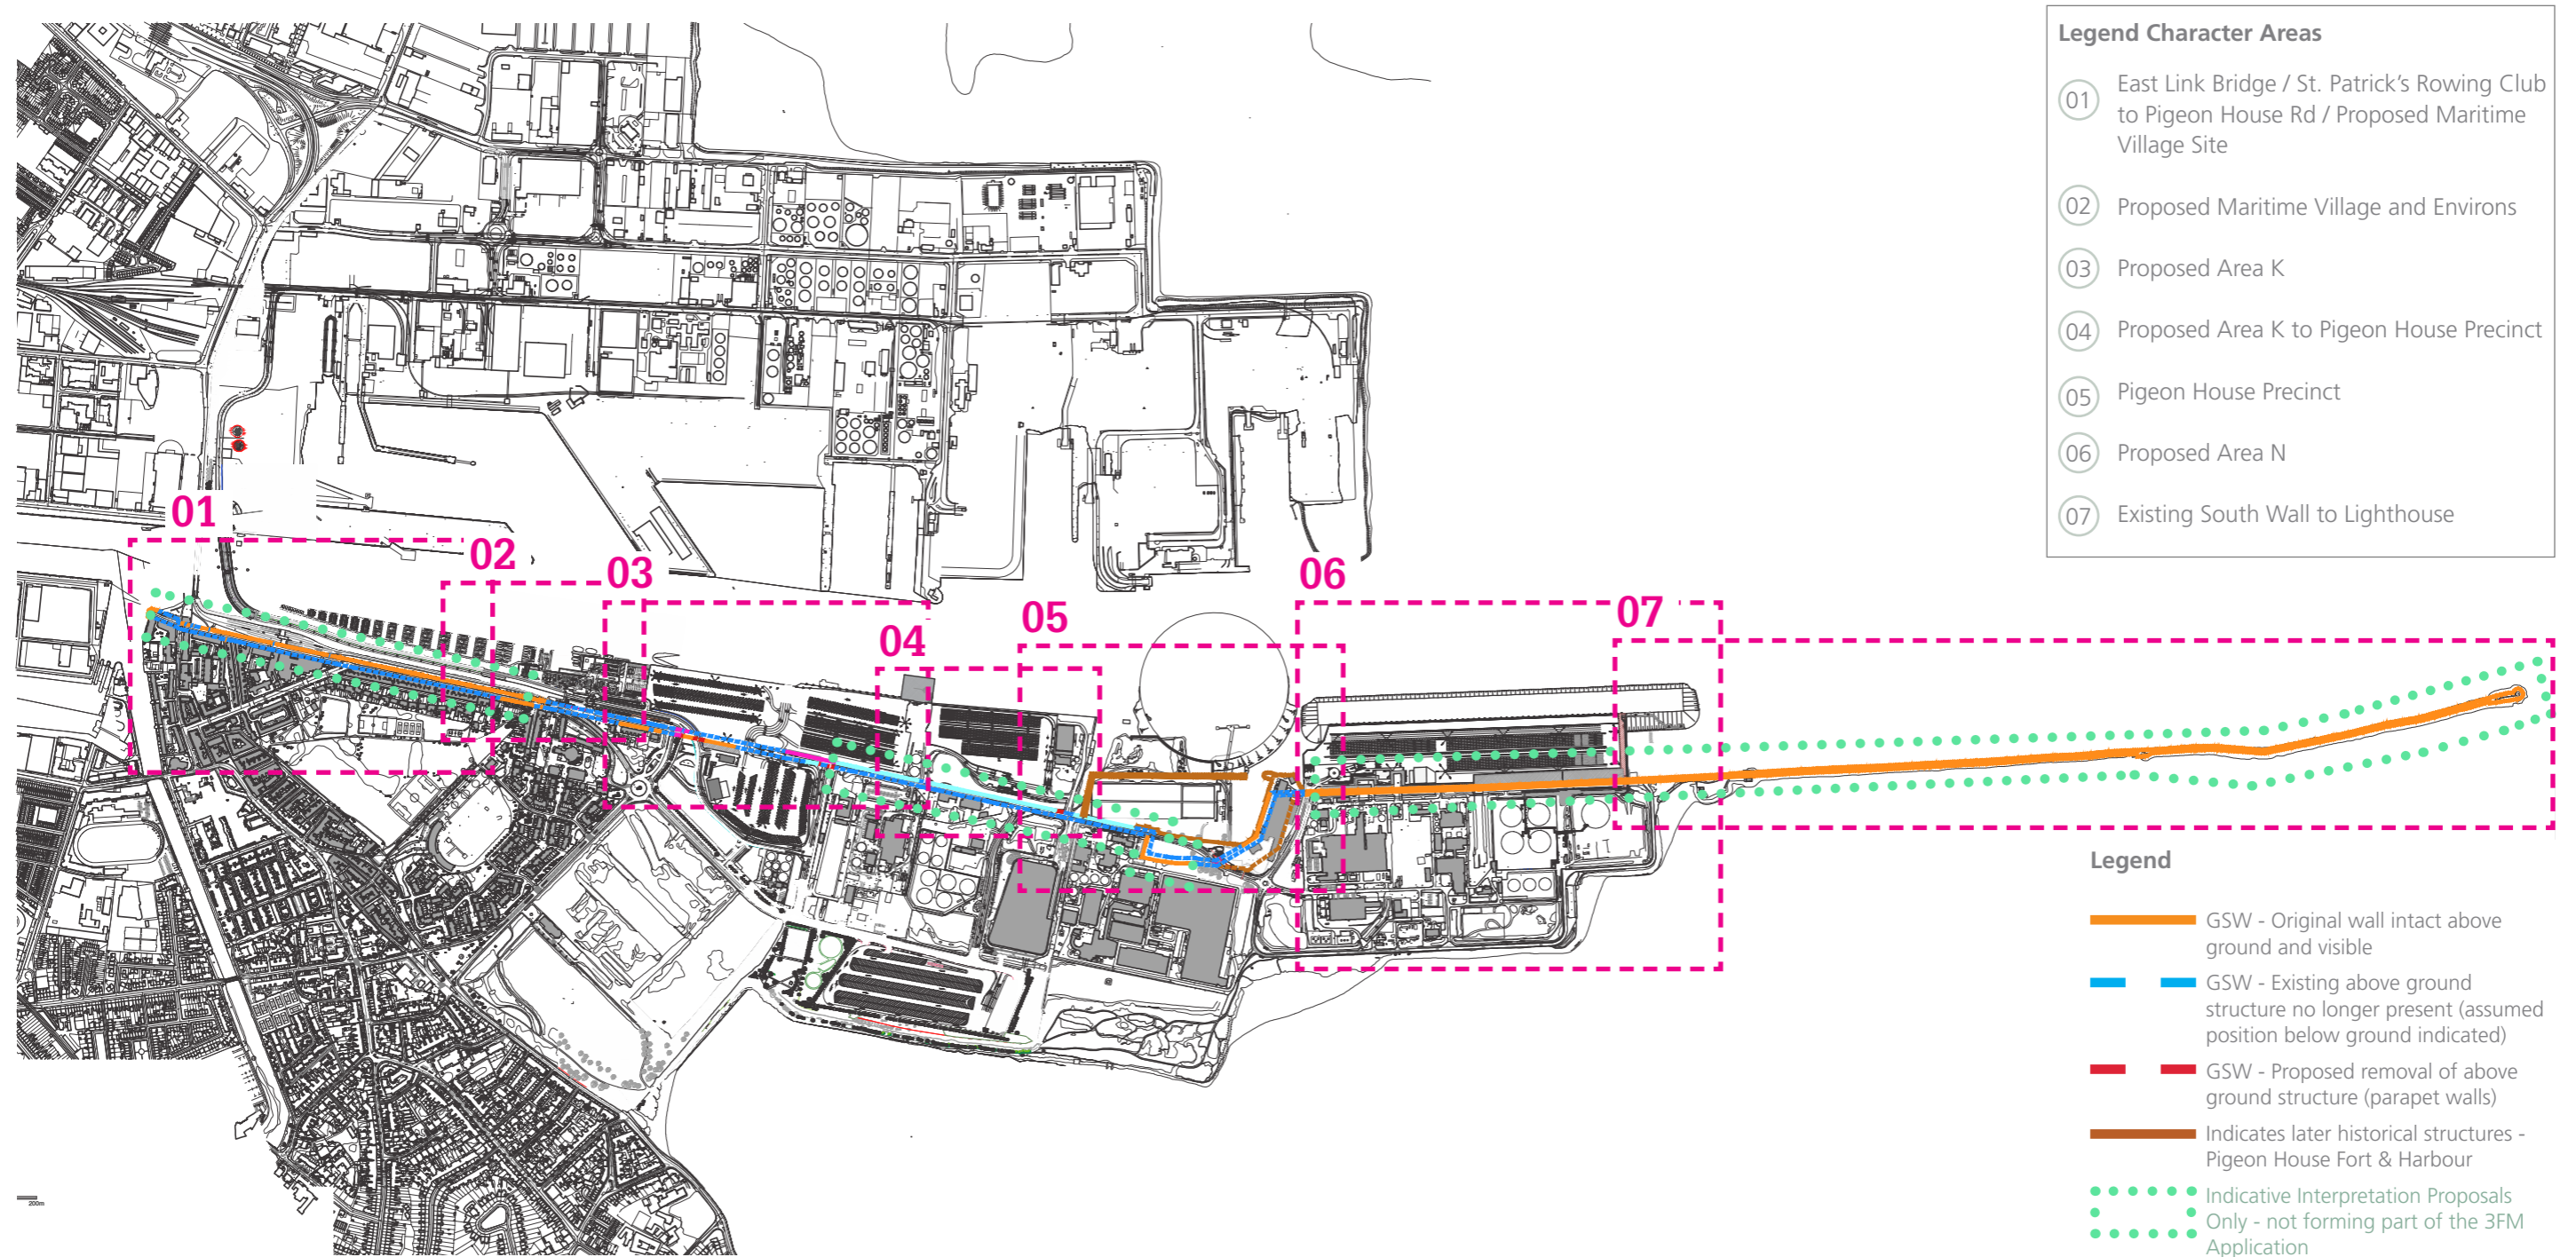 Legend Character Areas
01
East Link Bridge / St. Patrick's Rowing Club
to Pigeon House Rd / Proposed Maritime
Village Site
02
Proposed Maritime Village and Environs
03
Proposed Area K
04
Proposed Area K to Pigeon House Precinct
05
Pigeon House Precinct
06
Proposed Area N
07
Existing South Wall to Lighthouse
01
02
03
04
05
06
07
Legend
GSW - Original wall intact above
ground and visible
GSW - Existing above ground
structure no longer present (assumed
position below ground indicated)
GSW - Proposed removal of above
ground structure (parapet walls)
Indicates later historical structures -
Pigeon House Fort & Harbour
Indicative Interpretation Proposals
Only - not forming part of the 3FM
Application
200m